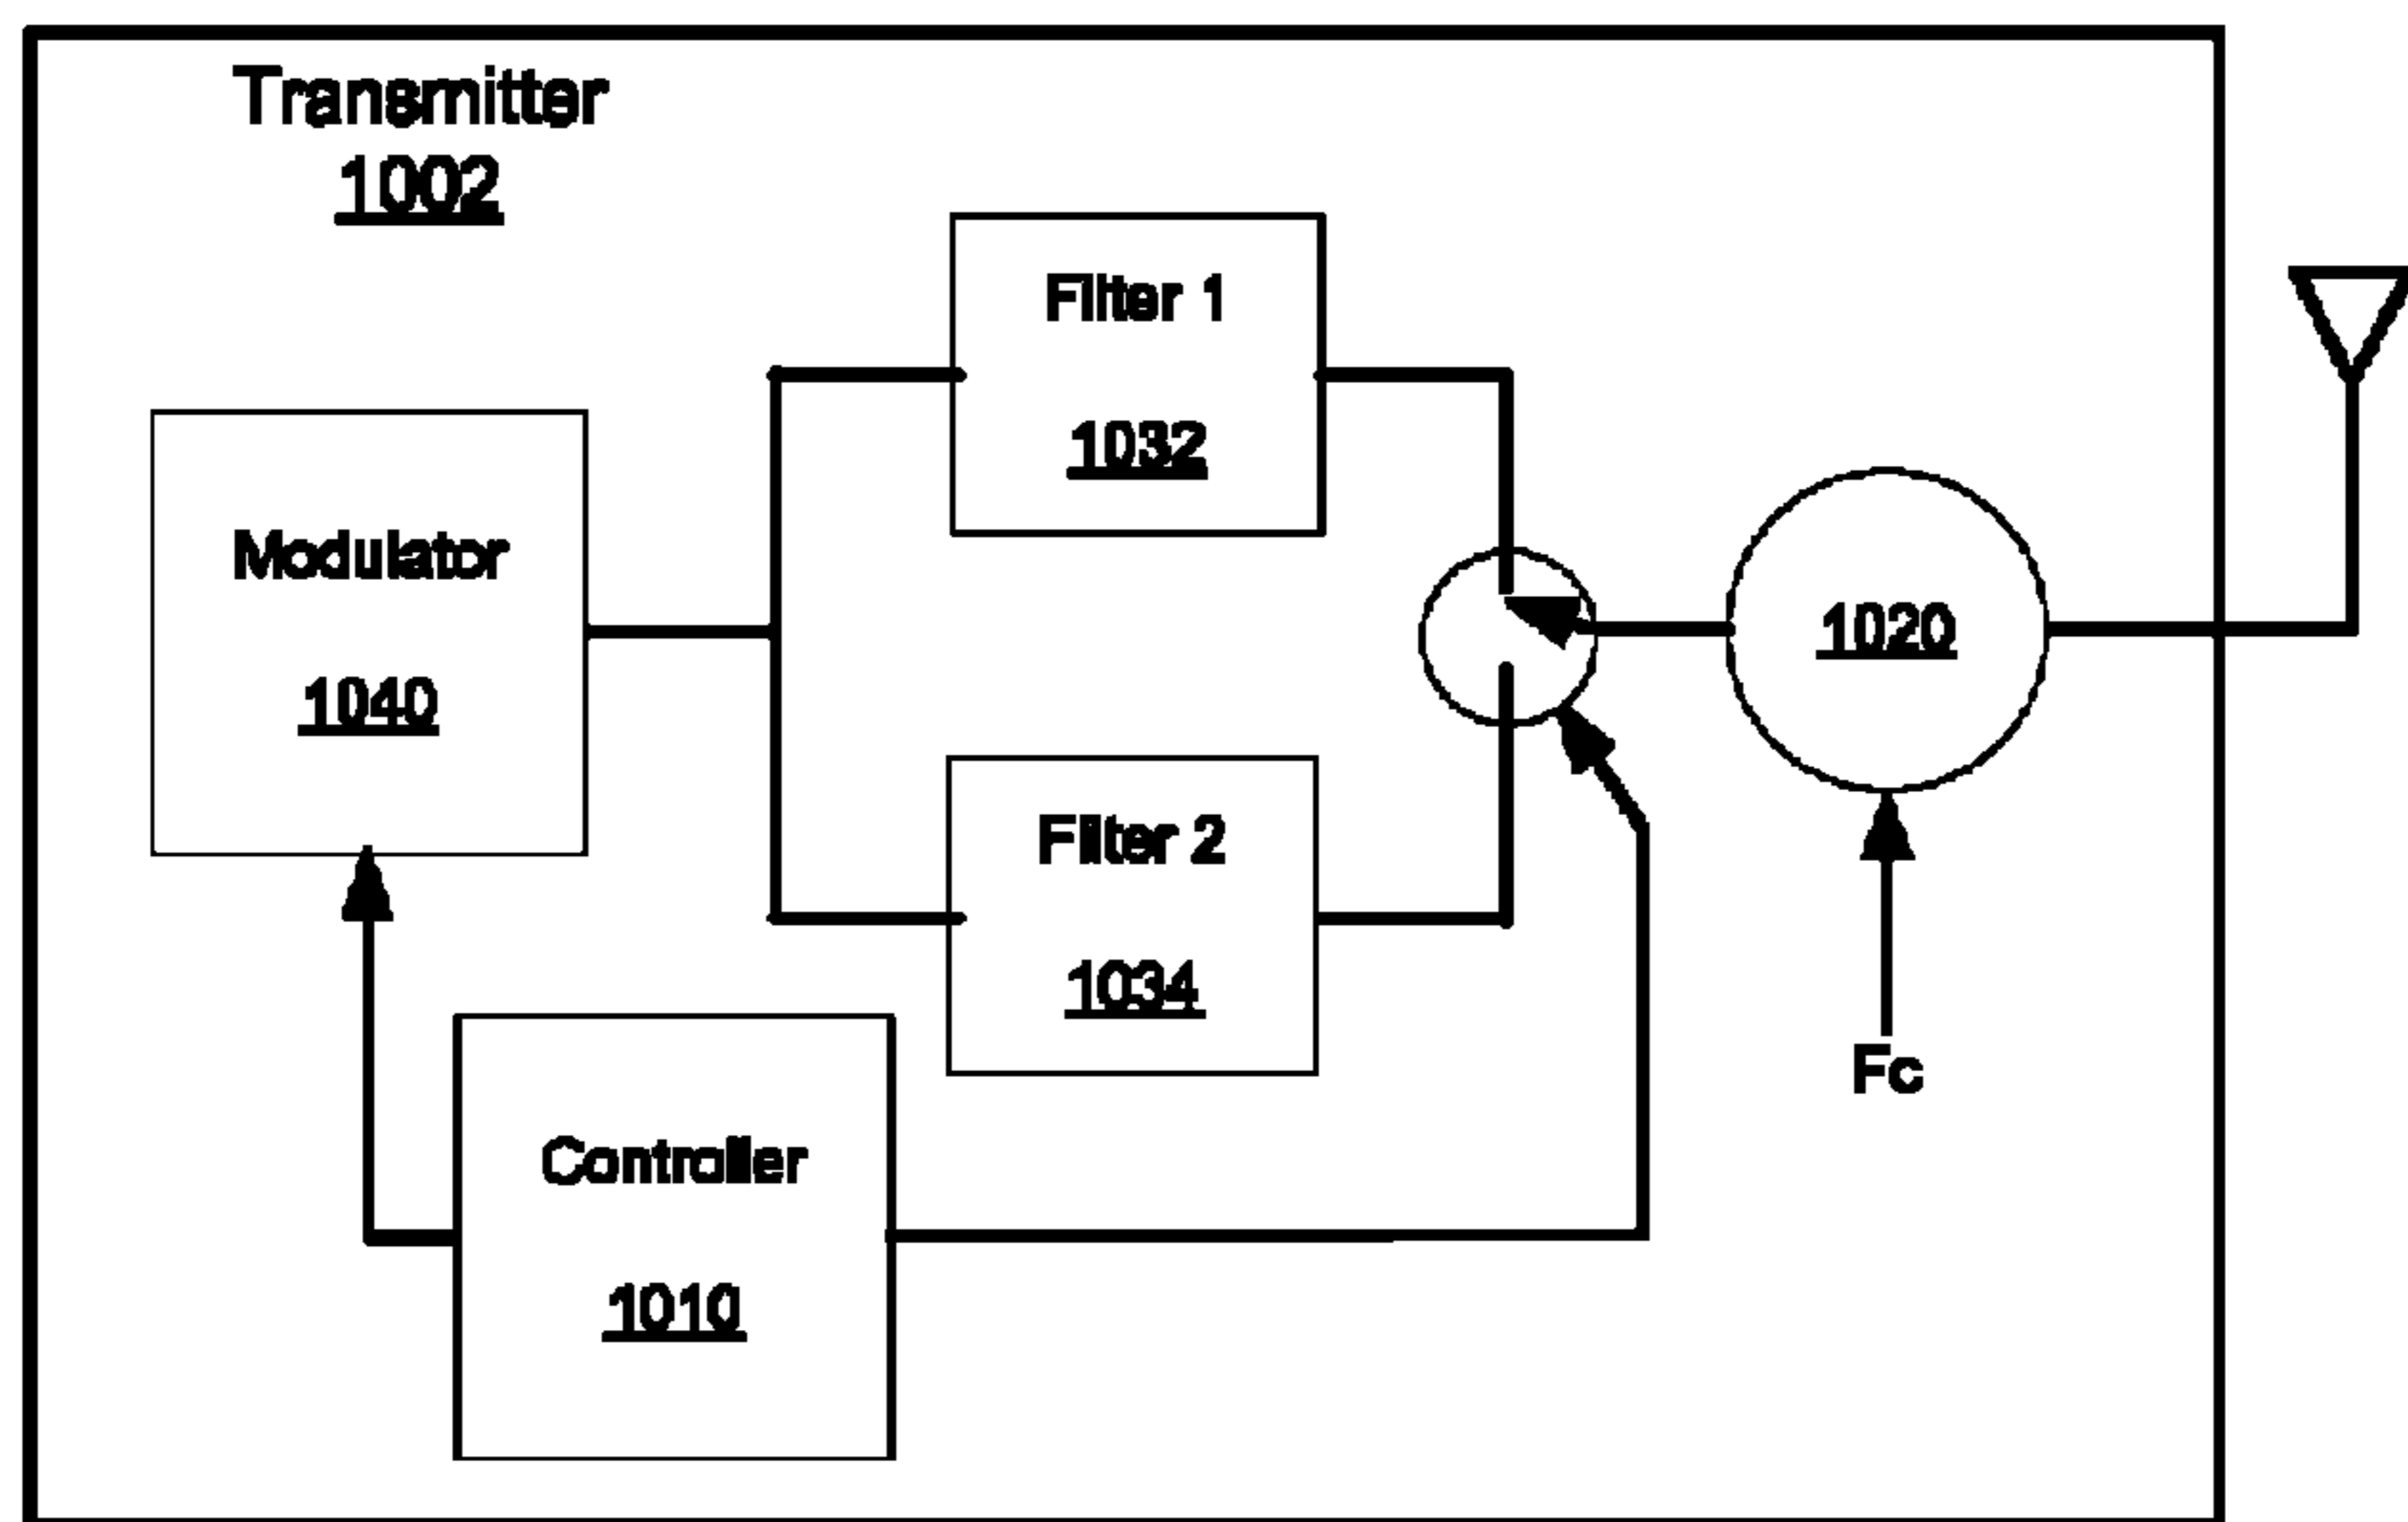 Transmitter
1002
Filter 1
1032
Modulator
1040
1020
Filter 2
1034
Fc
Controller
1010